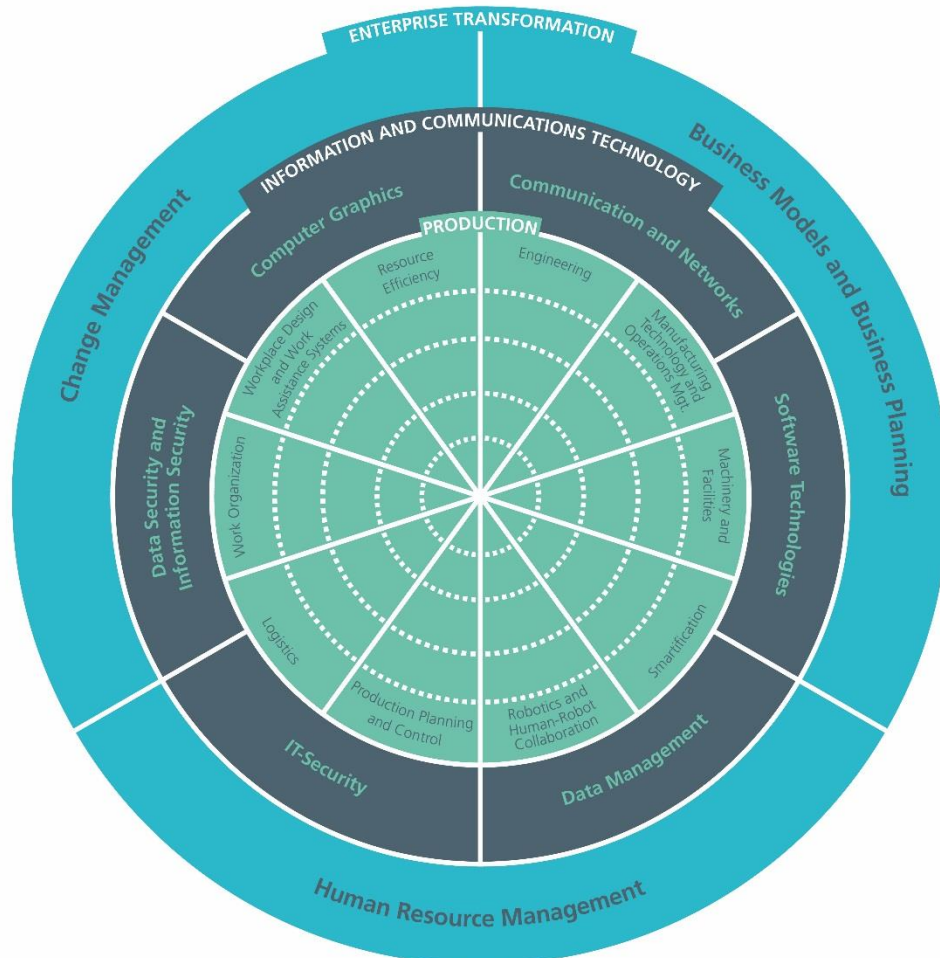 ENTERPRISE TRANSFORMATION
Business Models and Business Planning
Human Resource Management
Change Management
INFORMATION AND COMMUNICATIONS TECHNOLOGY
Communication and Networks
Software Technologies
Data Management
IT-Security
Data Security and
Information Security
Computer Graphics
PRODUCTION
Engineering
Manufacturing
Technology and
Operations Mgt.
Machinery and
Facilities
Smartification
Robotics and
Human-Robot
Collaboration
Production Planning
and Control
Logistics
Work Organization
Workplace Design
and Work
Assistance Systems
Resource
Efficiency